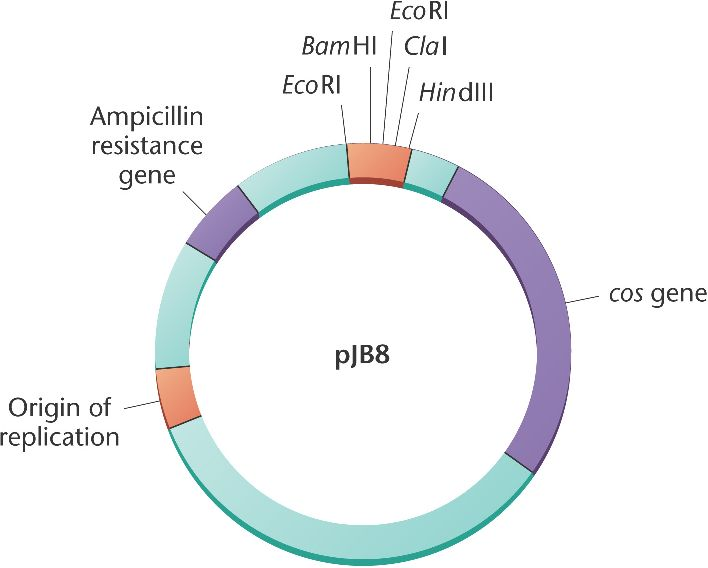 EcoRI
BamHI
ClaI
EcoRI
HindIII
Ampicillin
resistance
gene
cos gene
pJB8
Origin of
replication